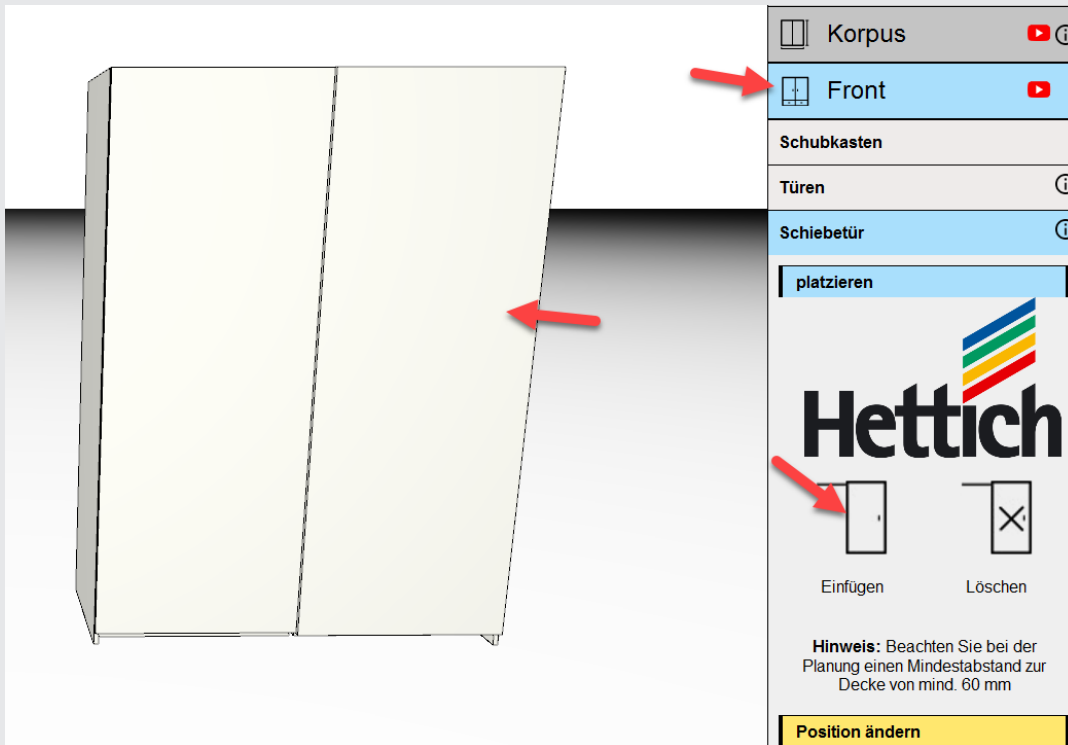 Korpus
Front
Schubkasten
Türen
Schiebetür
platzieren
Hettich
Einfügen
Löschen
Hinweis: Beachten Sie bei der
Planung einen Mindestabstand zur
Decke von mind. 60 mm
Position ändern